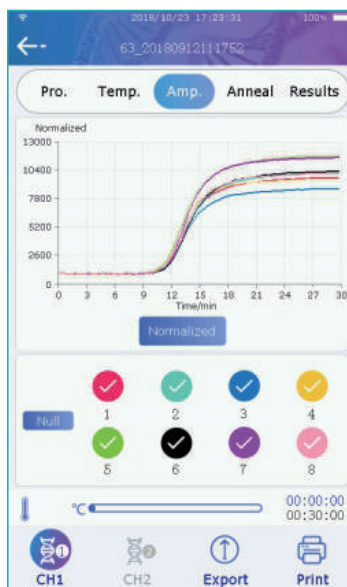 2018/10/23 17:23:31 100%
63_20180912111752
Pro. Temp. Amp. Anneal Results
Normalized
13000
10400
7800
5200
2600
0
0 3 6 9 12 15 18 21 24 27 30
Time/min
Normalized
1 2 3 4
Null
5 6 7 8
℃ 00:00:00
00:30:00
1 2
CH1 CH2 Export Print